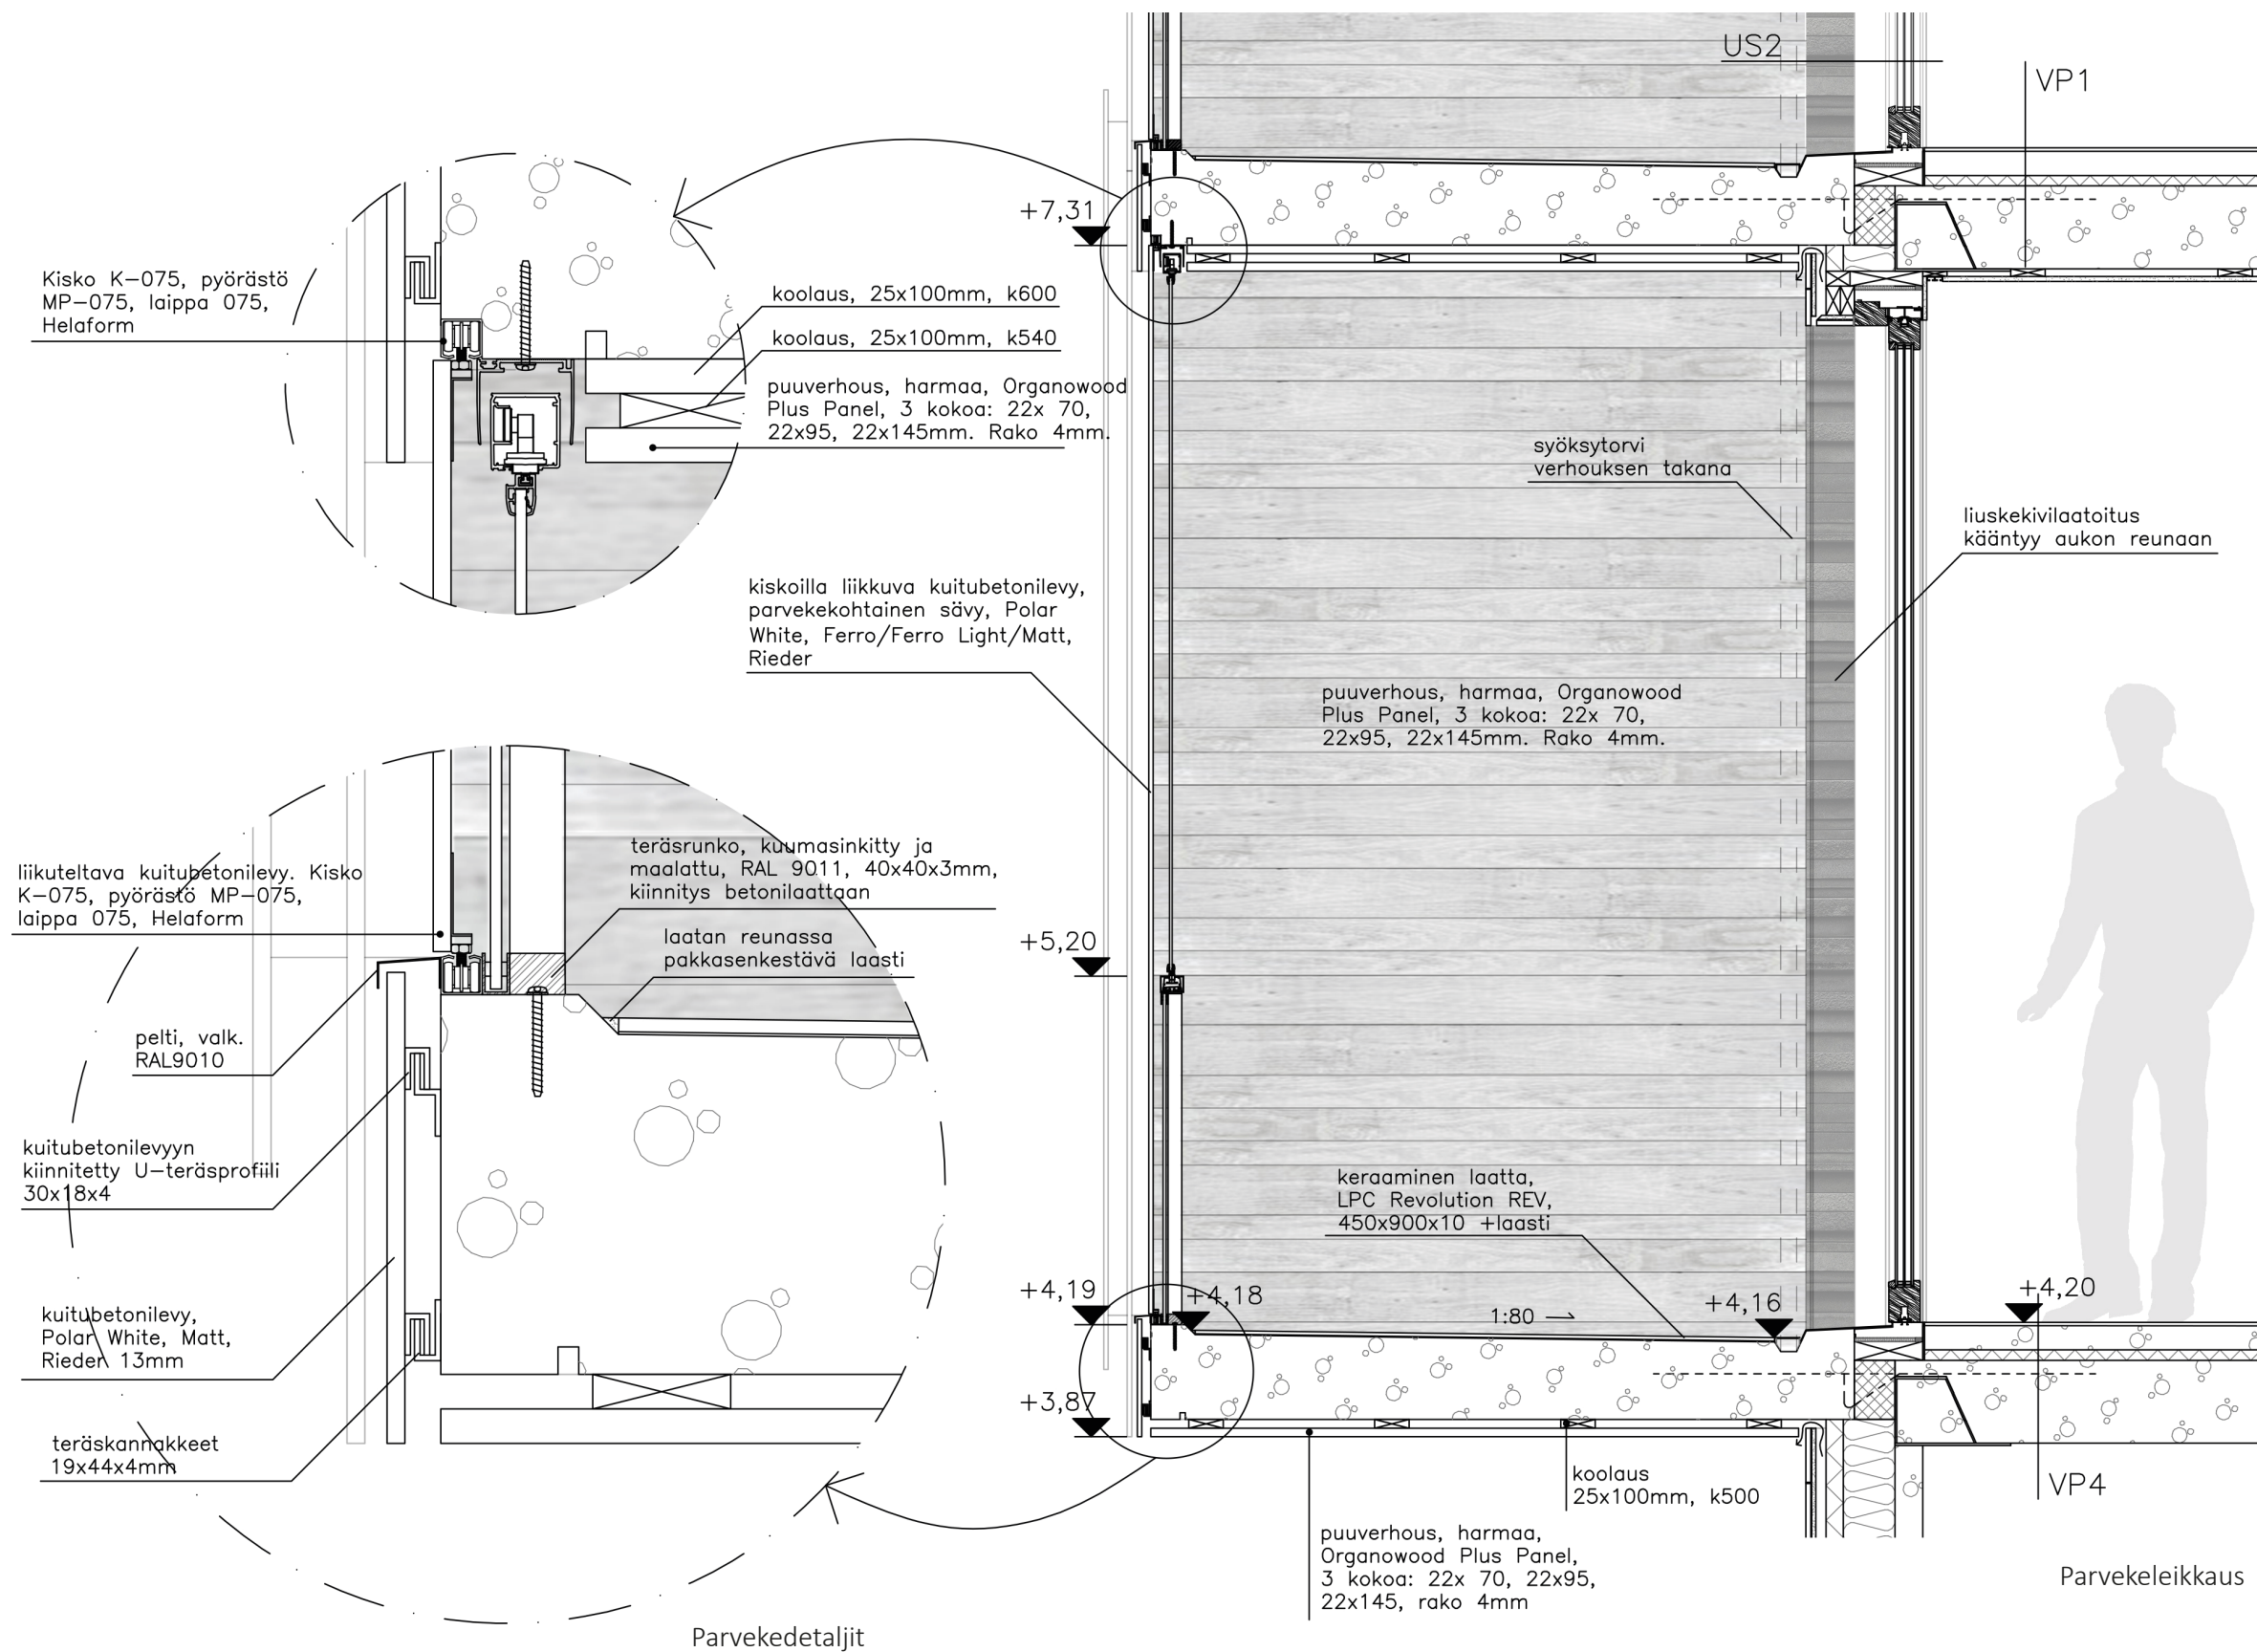 US2
VP1
+7,31
Kisko K-075, pyörästö
MP-075, laippa 075,
Helaform
koolaus, 25x100mm, k600
koolaus, 25x100mm, k540
puuverhous, harmaa, Organowood
Plus Panel, 3 kokoa: 22x 70,
22x95, 22x145mm. Rako 4mm.
syöksytorvi
verhouksen takana
liuskekivilaatoitus
kääntyy aukon reunaan
kiskoilla liikkuva kuitubetonilevy,
parvekekohtainen sävy, Polar
White, Ferro/Ferro Light/Matt,
Rieder
puuverhous, harmaa, Organowood
Plus Panel, 3 kokoa: 22x 70,
22x95, 22x145mm. Rako 4mm.
teräsrunko, kuumasinkitty ja
maalattu, RAL 9011, 40x40x3mm,
kiinnitys betonilaattaan
liikuteltava kuitubetonilevy. Kisko
K-075, pyörästö MP-075,
laippa 075, Helaform
laatan reunassa
pakkasenkestävä laasti
+5,20
pelti, valk.
RAL9010
kuitubetonilevyyn
kiinnitetty U-teräsprofiili
30x18x4
keraaminen laatta,
LPC Revolution REV,
450x900x10 +laasti
+4,19
+4,18
1:80
+4,16
+4,20
kuitubetonilevy,
Polar White, Matt,
Rieder 13mm
+3,87
teräskannakkeet
19x44x4mm
koolaus
25x100mm, k500
VP4
puuverhous, harmaa,
Organowood Plus Panel,
3 kokoa: 22x 70, 22x95,
22x145, rako 4mm
Parvekeleikkaus
Parvekedetaljit